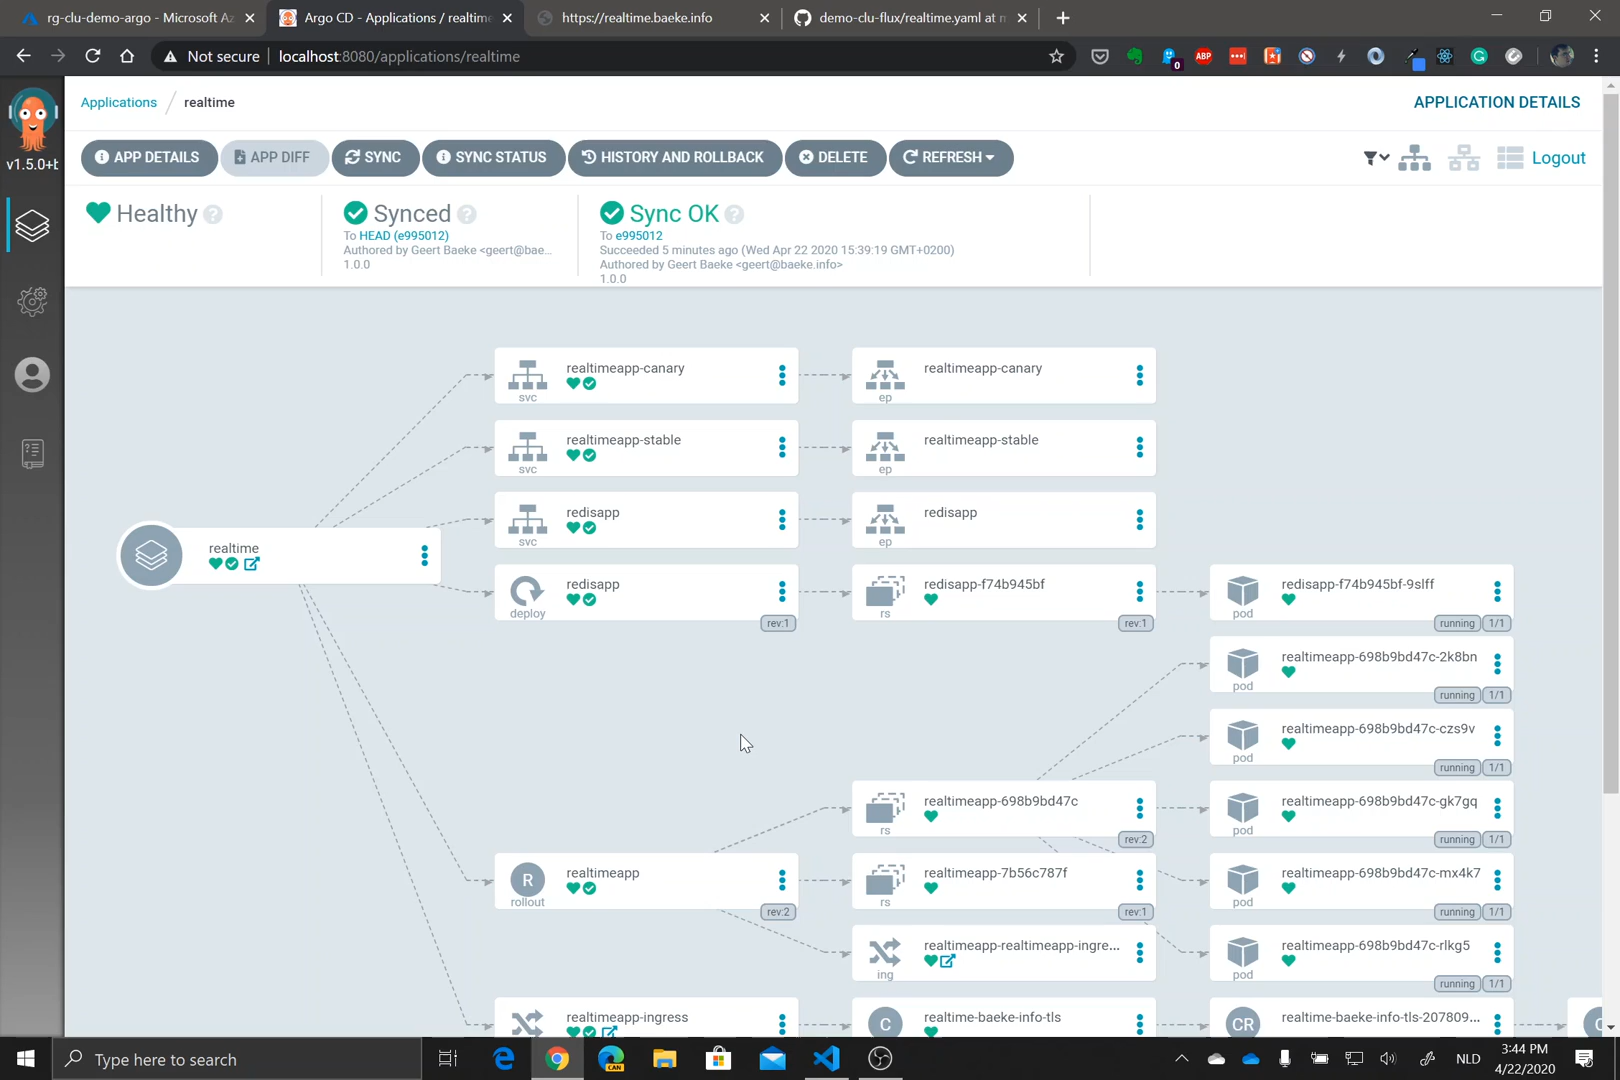 rg-clu-demo-argo - Microsoft Az
Argo CD - Applications / realtime
https://realtime.baeke.info
demo-clu-flux/realtime.yaml at m
Not secure
localhost:8080/applications/realtime
0
ABP
G
Applications / realtime
APPLICATION DETAILS
v1.5.0+b
APP DETAILS
APP DIFF
SYNC
SYNC STATUS
HISTORY AND ROLLBACK
DELETE
REFRESH
Logout
Healthy
Synced
To HEAD (e995012)
Authored by Geert Baeke <geert@bae...
1.0.0
Sync OK
To e995012
Succeeded 5 minutes ago (Wed Apr 22 2020 15:39:19 GMT+0200)
Authored by Geert Baeke <geert@baeke.info>
1.0.0
realtimeapp-canary
svc
realtimeapp-canary
ep
realtimeapp-stable
svc
realtimeapp-stable
ep
redisapp
svc
redisapp
ep
realtime
redisapp
deploy
rev:1
redisapp-f74b945bf
rs
rev:1
redisapp-f74b945bf-9slff
pod
running 1/1
realtimeapp-698b9bd47c-2k8bn
pod
running 1/1
realtimeapp-698b9bd47c-czs9v
pod
running 1/1
realtimeapp-698b9bd47c
rs
rev:2
realtimeapp-698b9bd47c-gk7gq
pod
running 1/1
R
realtimeapp
rollout
rev:2
realtimeapp-7b56c787f
rs
rev:1
realtimeapp-698b9bd47c-mx4k7
pod
running 1/1
realtimeapp-realtimeapp-ingre...
ing
realtimeapp-698b9bd47c-rlkg5
pod
running 1/1
realtimeapp-ingress
C
realtime-baeke-info-tls
CR
realtime-baeke-info-tls-207809...
Type here to search
CAN
NLD
3:44 PM
4/22/2020